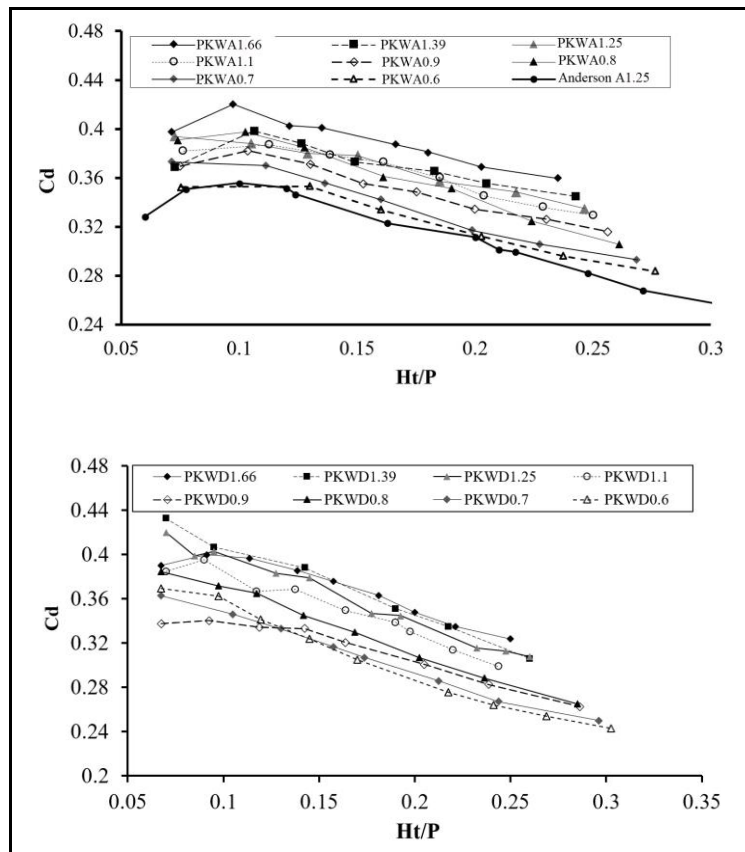 0.48
PKWA1.66 PKWA1.39 PKWA1.25
PKWA1.1 PKWA0.9 PKWA0.8
PKWA0.7 PKWA0.6 Anderson A1.25
0.44
0.4
0.36
0.32
0.28
0.24
Cd
0.05 0.1 0.15 0.2 0.25 0.3
Ht/P
0.48
PKWD1.66 PKWD1.39 PKWD1.25 PKWD1.1
PKWD0.9 PKWD0.8 PKWD0.7 PKWD0.6
0.44
0.4
0.36
0.32
0.28
0.24
0.2
Cd
0.05 0.1 0.15 0.2 0.25 0.3 0.35
Ht/P